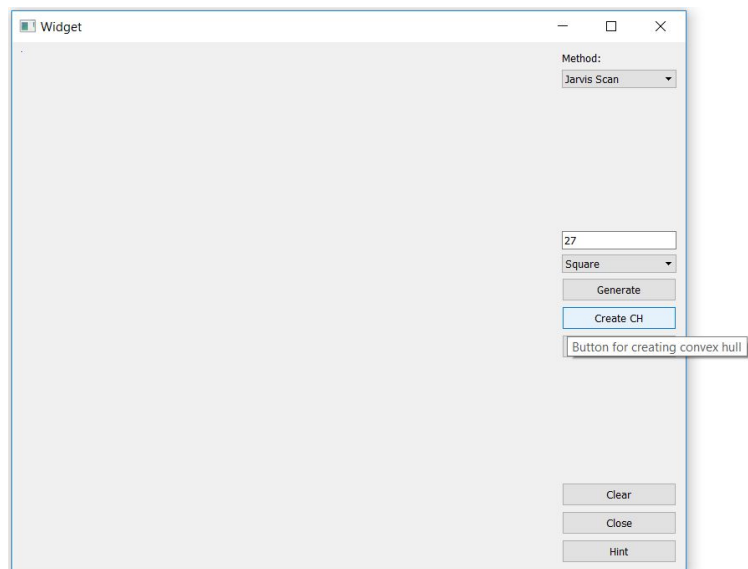 Widget
Method:
Jarvis Scan
27
Square
Generate
Create CH
Button for creating convex hull
Clear
Close
Hint